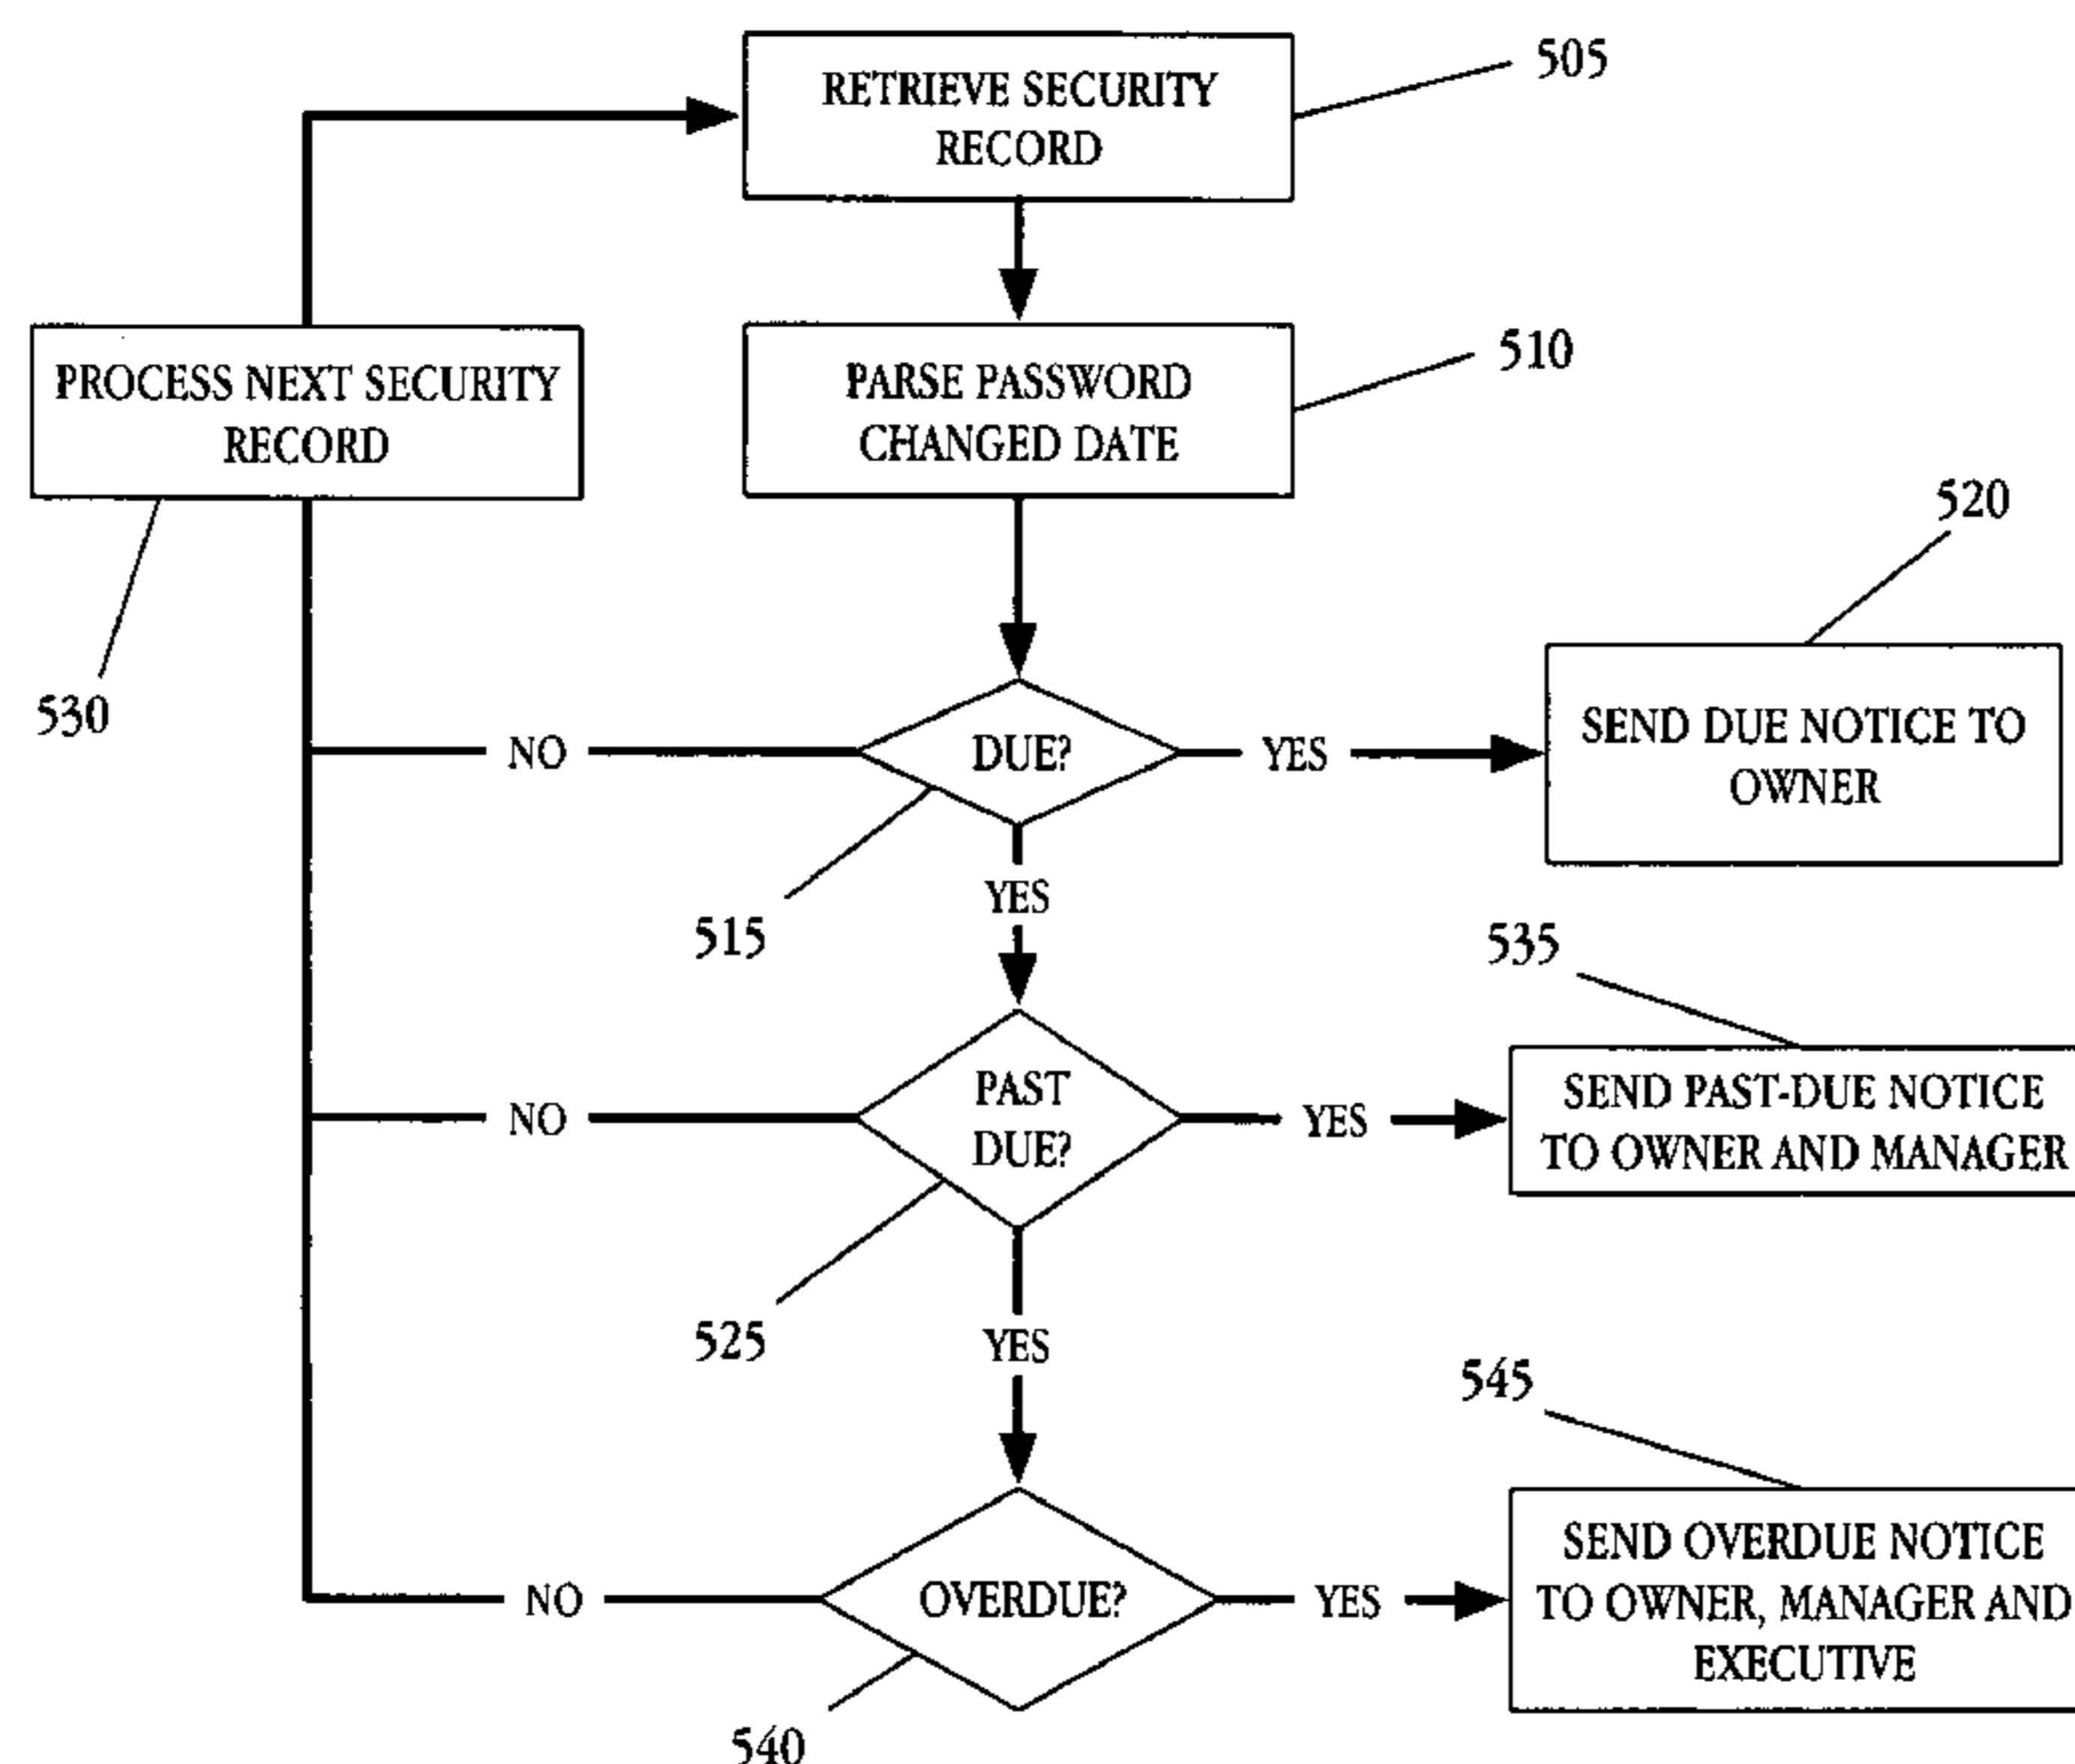 RETRIEVE SECURITY
RECORD
505
PROCESS NEXT SECURITY
RECORD
530
PARSE PASSWORD
CHANGED DATE
510
520
NO
DUE?
YES
SEND DUE NOTICE TO
OWNER
515
YES
535
NO
PAST
DUE?
YES
SEND PAST-DUE NOTICE
TO OWNER AND MANAGER
525
YES
545
NO
OVERDUE?
YES
SEND OVERDUE NOTICE
TO OWNER, MANAGER AND
EXECUTIVE
540